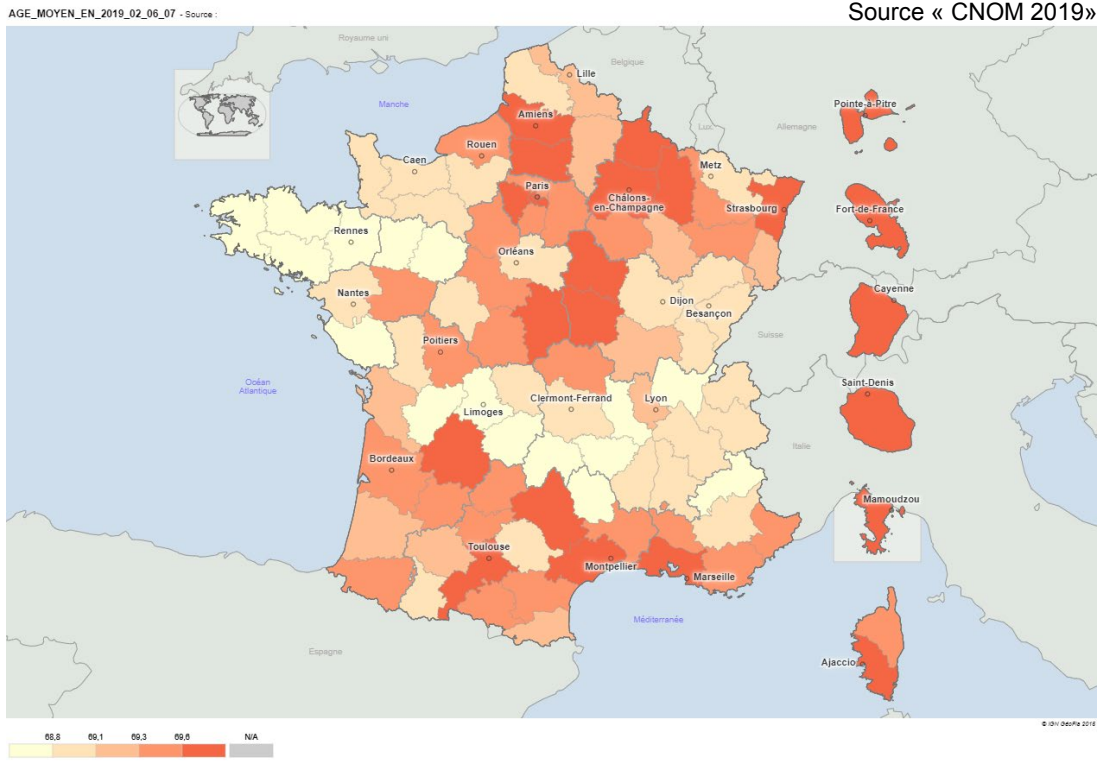 AGE_MOYEN_EN_2019_02_06_07 - Source :
Source « CNOM 2019»
Royaume uni
Belgique
Lille
Manche
Pointe-à-Pitre
Amiens
Lux.
Allemagne
Rouen
Caen
Metz
Paris
Châlons-
en-Champagne
Strasbourg
Fort-de-France
Rennes
Orléans
Nantes
Dijon
Cayenne
Besançon
Poitiers
Suisse
Océan
Atlantique
Saint-Denis
Clermont-Ferrand
Lyon
Limoges
Italie
Bordeaux
Mamoudzou
Toulouse
Montpellier
Marseille
Méditerranée
Espagne
Ajaccio
© IGN GéoFla 2015
68,8 69,1 69,3 69,6 N/A